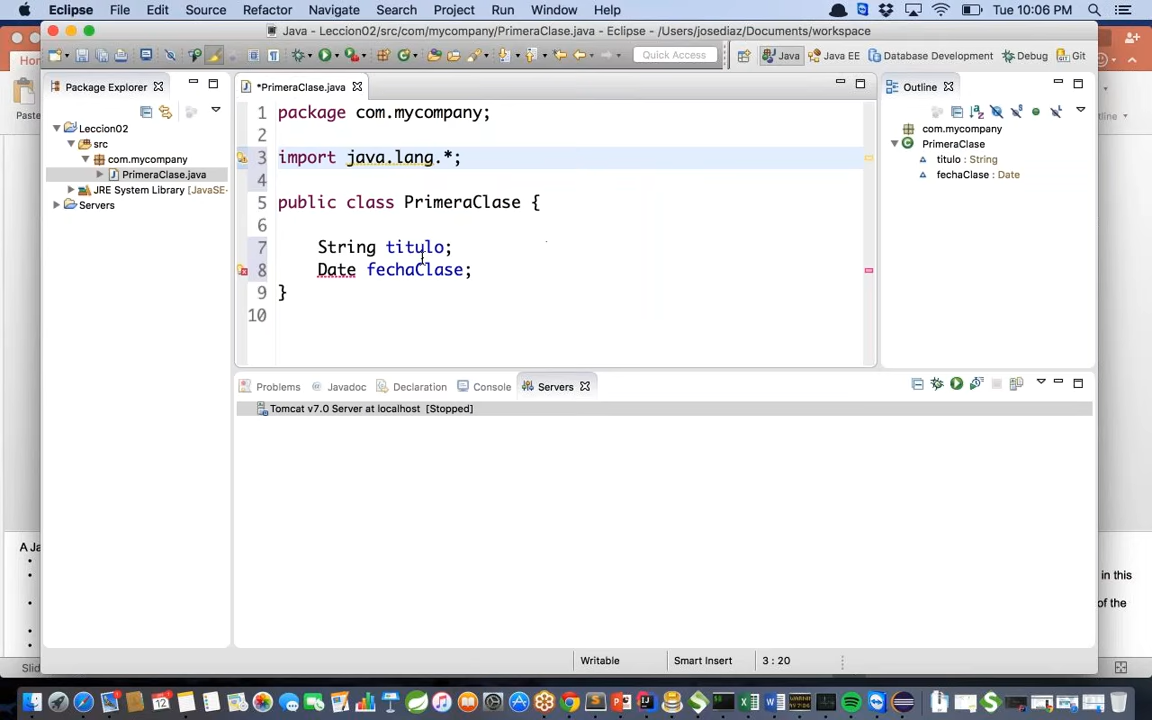 Eclipse File Edit Source Refactor Navigate Search Project Run Window Help Tue 10:06 PM
Java - Leccion02/src/com/mycompany/PrimeraClase.java - Eclipse - /Users/josediaz/Documents/workspace
Quick Access Java Java EE Database Development Debug Git
Paste
Package Explorer *PrimeraClase.java Outline
Leccion02
src
com.mycompany
PrimeraClase.java
JRE System Library [JavaSE-
Servers
1 package com.mycompany;
2
3 import java.lang.*;
4
5 public class PrimeraClase {
6
7 String titulo;
8 Date fechaClase;
9 }
10
com.mycompany
PrimeraClase
titulo : String
fechaClase : Date
Problems Javadoc Declaration Console Servers
Tomcat v7.0 Server at localhost [Stopped]
A Ja
in this
of the
Writable Smart Insert 3 : 20
Slid